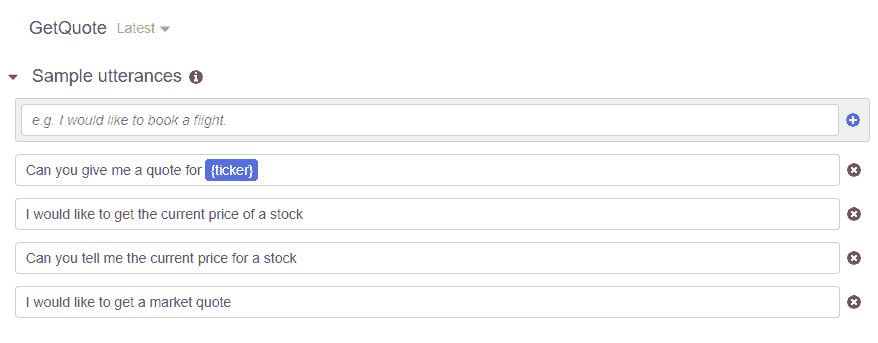 GetQuote Latest
Sample utterances
e.g. I would like to book a flight.
Can you give me a quote for {ticker}
I would like to get the current price of a stock
Can you tell me the current price for a stock
I would like to get a market quote